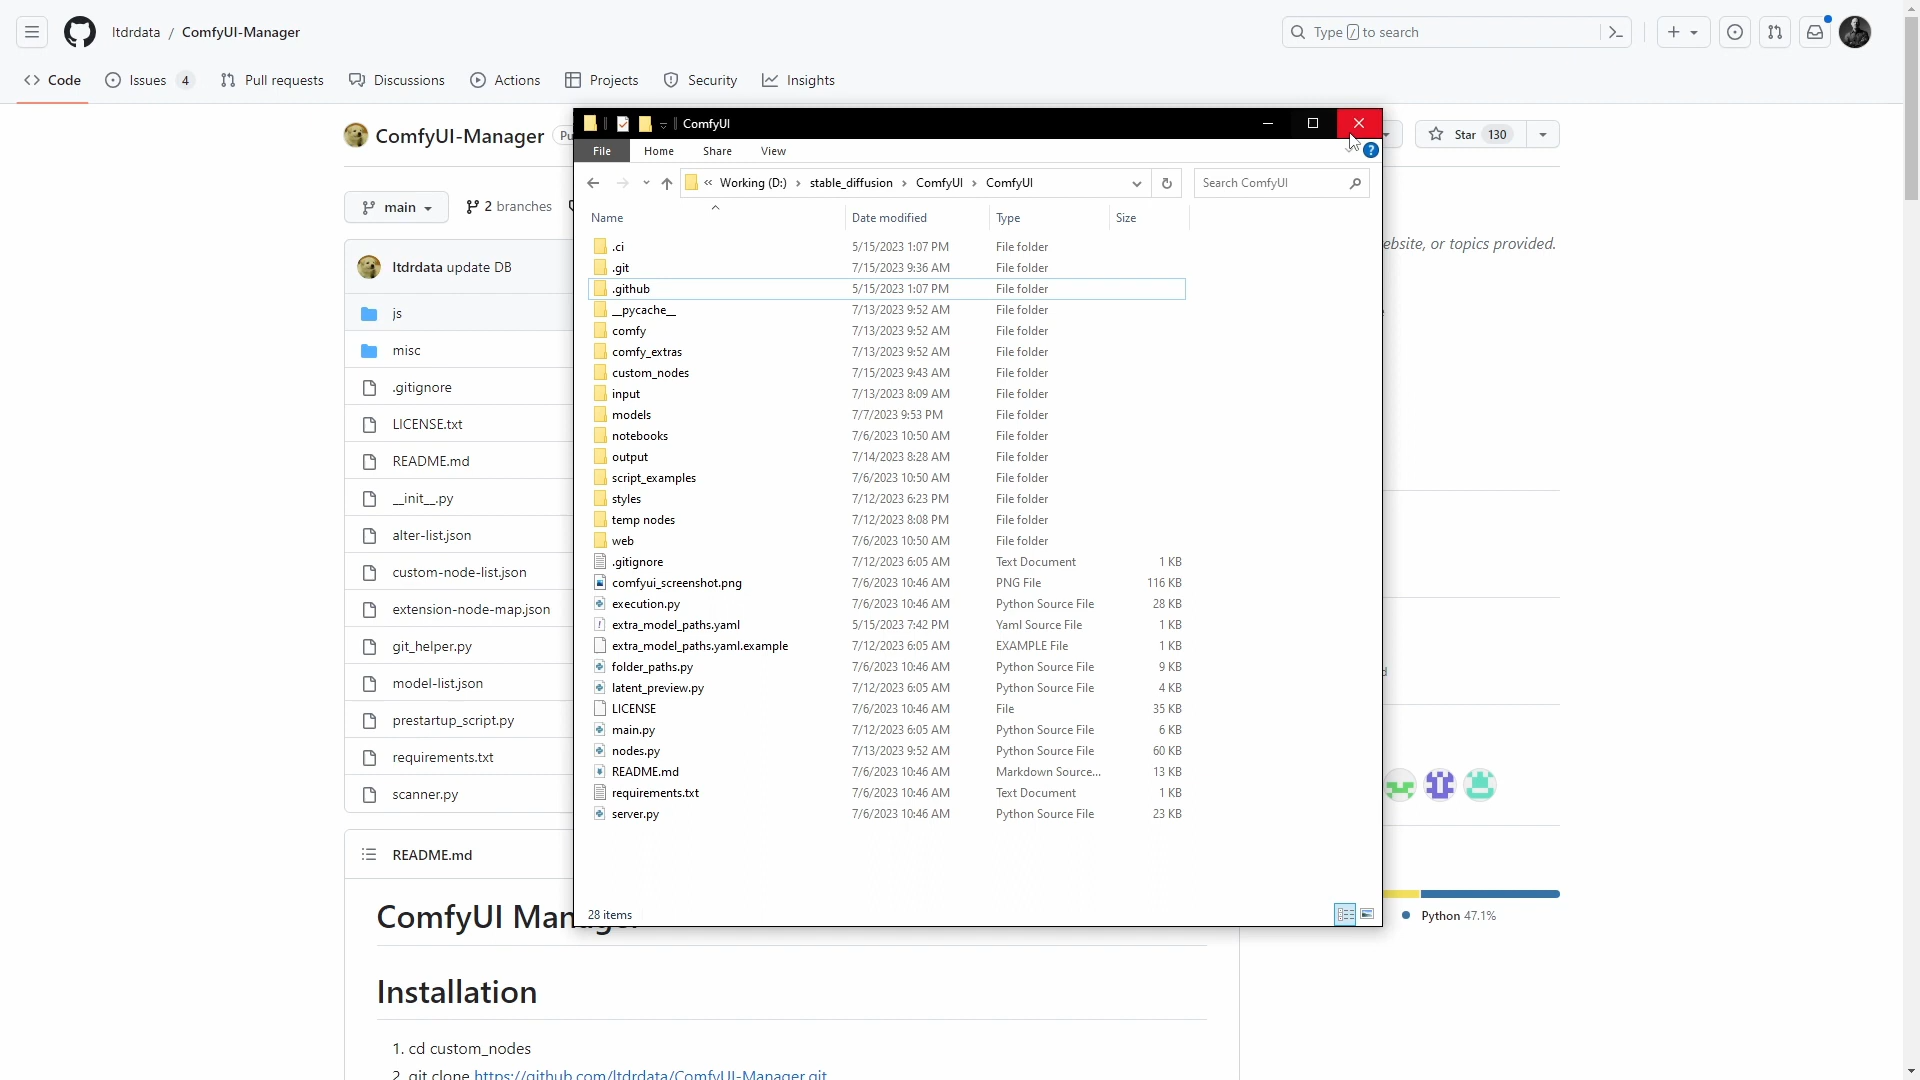 ltdrdata / ComfyUI-Manager
Type / to search
Code
Issues 4
Pull requests
Discussions
Actions
Projects
Security
Insights
ComfyUI-Manager
Star 130
main
2 branches
ltdrdata update DB
js
misc
.gitignore
LICENSE.txt
README.md
__init__.py
alter-list.json
custom-node-list.json
extension-node-map.json
git_helper.py
model-list.json
prestartup_script.py
requirements.txt
scanner.py
README.md
ComfyUI
Installation
1. cd custom_nodes
2. git clone https://github.com/ltdrdata/ComfyUI-Manager.git
ComfyUI
File Home Share View
« Working (D:) › stable_diffusion › ComfyUI › ComfyUI
Search ComfyUI
Name Date modified Type Size
.ci 5/15/2023 1:07 PM File folder
.git 7/15/2023 9:36 AM File folder
.github 5/15/2023 1:07 PM File folder
__pycache__ 7/13/2023 9:52 AM File folder
comfy 7/13/2023 9:52 AM File folder
comfy_extras 7/13/2023 9:52 AM File folder
custom_nodes 7/15/2023 9:43 AM File folder
input 7/13/2023 8:09 AM File folder
models 7/7/2023 9:53 PM File folder
notebooks 7/6/2023 10:50 AM File folder
output 7/14/2023 8:28 AM File folder
script_examples 7/6/2023 10:50 AM File folder
styles 7/12/2023 6:23 PM File folder
temp nodes 7/12/2023 8:08 PM File folder
web 7/6/2023 10:50 AM File folder
.gitignore 7/12/2023 6:05 AM Text Document 1 KB
comfyui_screenshot.png 7/6/2023 10:46 AM PNG File 116 KB
execution.py 7/6/2023 10:46 AM Python Source File 28 KB
extra_model_paths.yaml 5/15/2023 7:42 PM Yaml Source File 1 KB
extra_model_paths.yaml.example 7/12/2023 6:05 AM EXAMPLE File 1 KB
folder_paths.py 7/6/2023 10:46 AM Python Source File 9 KB
latent_preview.py 7/12/2023 6:05 AM Python Source File 4 KB
LICENSE 7/6/2023 10:46 AM File 35 KB
main.py 7/12/2023 6:05 AM Python Source File 6 KB
nodes.py 7/13/2023 9:52 AM Python Source File 60 KB
README.md 7/6/2023 10:46 AM Markdown Source... 13 KB
requirements.txt 7/6/2023 10:46 AM Text Document 1 KB
server.py 7/6/2023 10:46 AM Python Source File 23 KB
28 items
ebsite, or topics provided.
Python 47.1%